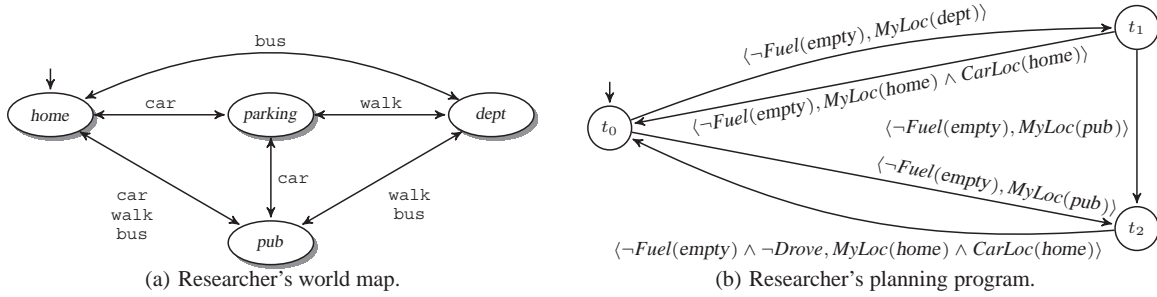 bus
home
car
parking
walk
dept
car
car
walk
bus
walk
bus
pub
(a) Researcher's world map.
t₁
⟨¬Fuel(empty), MyLoc(dept)⟩
⟨¬Fuel(empty), MyLoc(home) ∧ CarLoc(home)⟩
t₀
⟨¬Fuel(empty), MyLoc(pub)⟩
⟨¬Fuel(empty), MyLoc(pub)⟩
t₂
⟨¬Fuel(empty) ∧ ¬Drove, MyLoc(home) ∧ CarLoc(home)⟩
(b) Researcher's planning program.